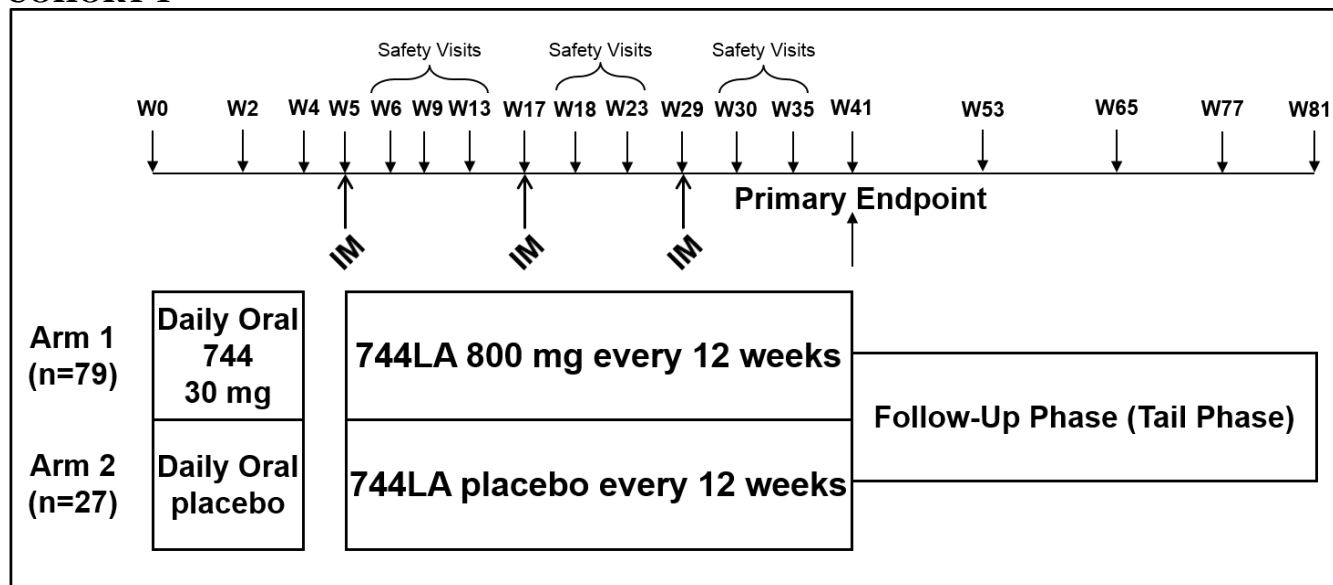 Safety Visits Safety Visits Safety Visits
W0 W2 W4 W5 W6 W9 W13 W17 W18 W23 W29 W30 W35 W41 W53 W65 W77 W81
Primary Endpoint
IM IM IM
Arm 1
(n=79)
Daily Oral
744
30 mg
744LA 800 mg every 12 weeks
Arm 2
(n=27)
Daily Oral
placebo
744LA placebo every 12 weeks
Follow-Up Phase (Tail Phase)